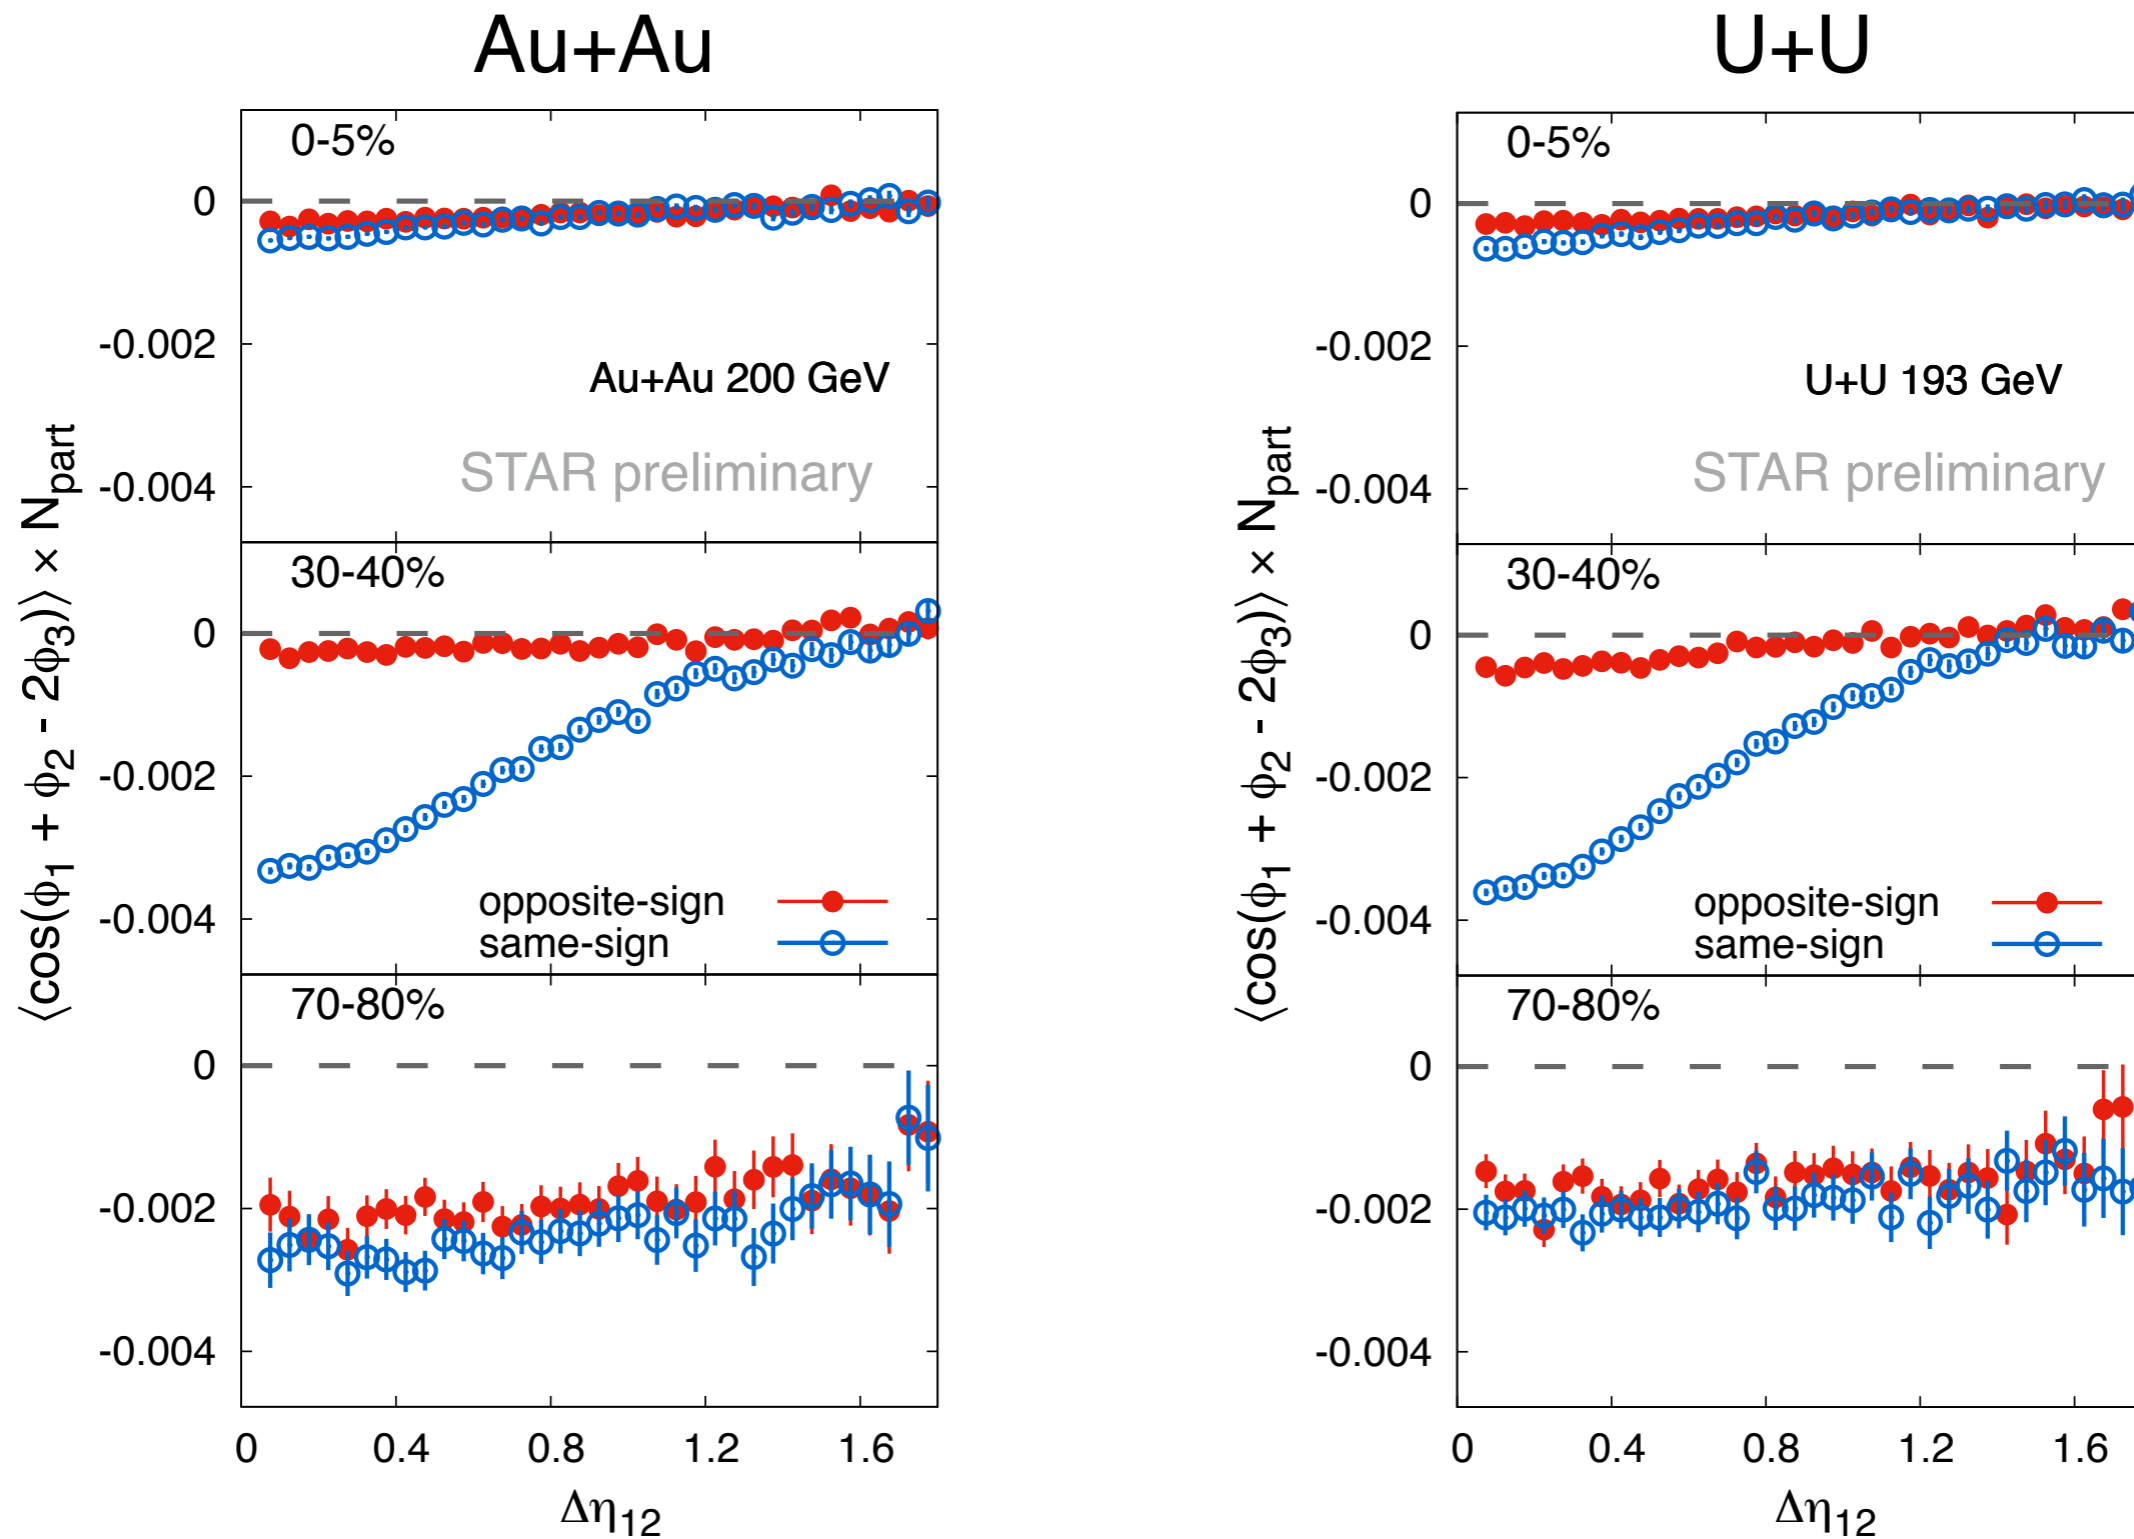 Au+Au
0-5%
0
-0.002
Au+Au 200 GeV
STAR preliminary
-0.004
30-40%
0
-0.002
opposite-sign
-0.004
same-sign
70-80%
0
-0.002
-0.004
0 0.4 0.8 1.2 1.6
Δη12
⟨cos(ϕ1 + ϕ2 - 2ϕ3)⟩ × Npart
U+U
0-5%
0
-0.002
U+U 193 GeV
STAR preliminary
-0.004
30-40%
0
-0.002
opposite-sign
-0.004
same-sign
70-80%
0
-0.002
-0.004
0 0.4 0.8 1.2 1.6
Δη12
⟨cos(ϕ1 + ϕ2 - 2ϕ3)⟩ × Npart